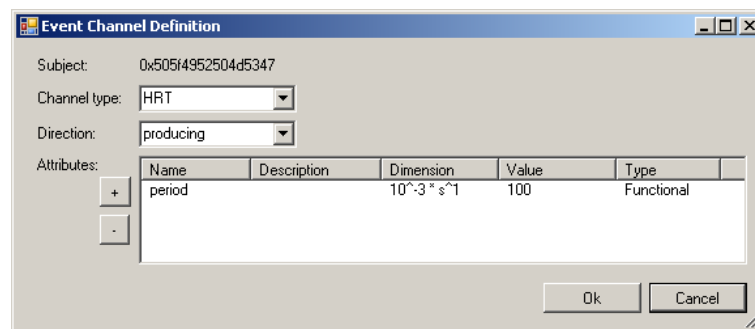 Event Channel Definition
Subject: 0x505f4952504d5347
Channel type: HRT
Direction: producing
Attributes:
Name Description Dimension Value Type
period 10^-3 * s^1 100 Functional
+
-
Ok Cancel